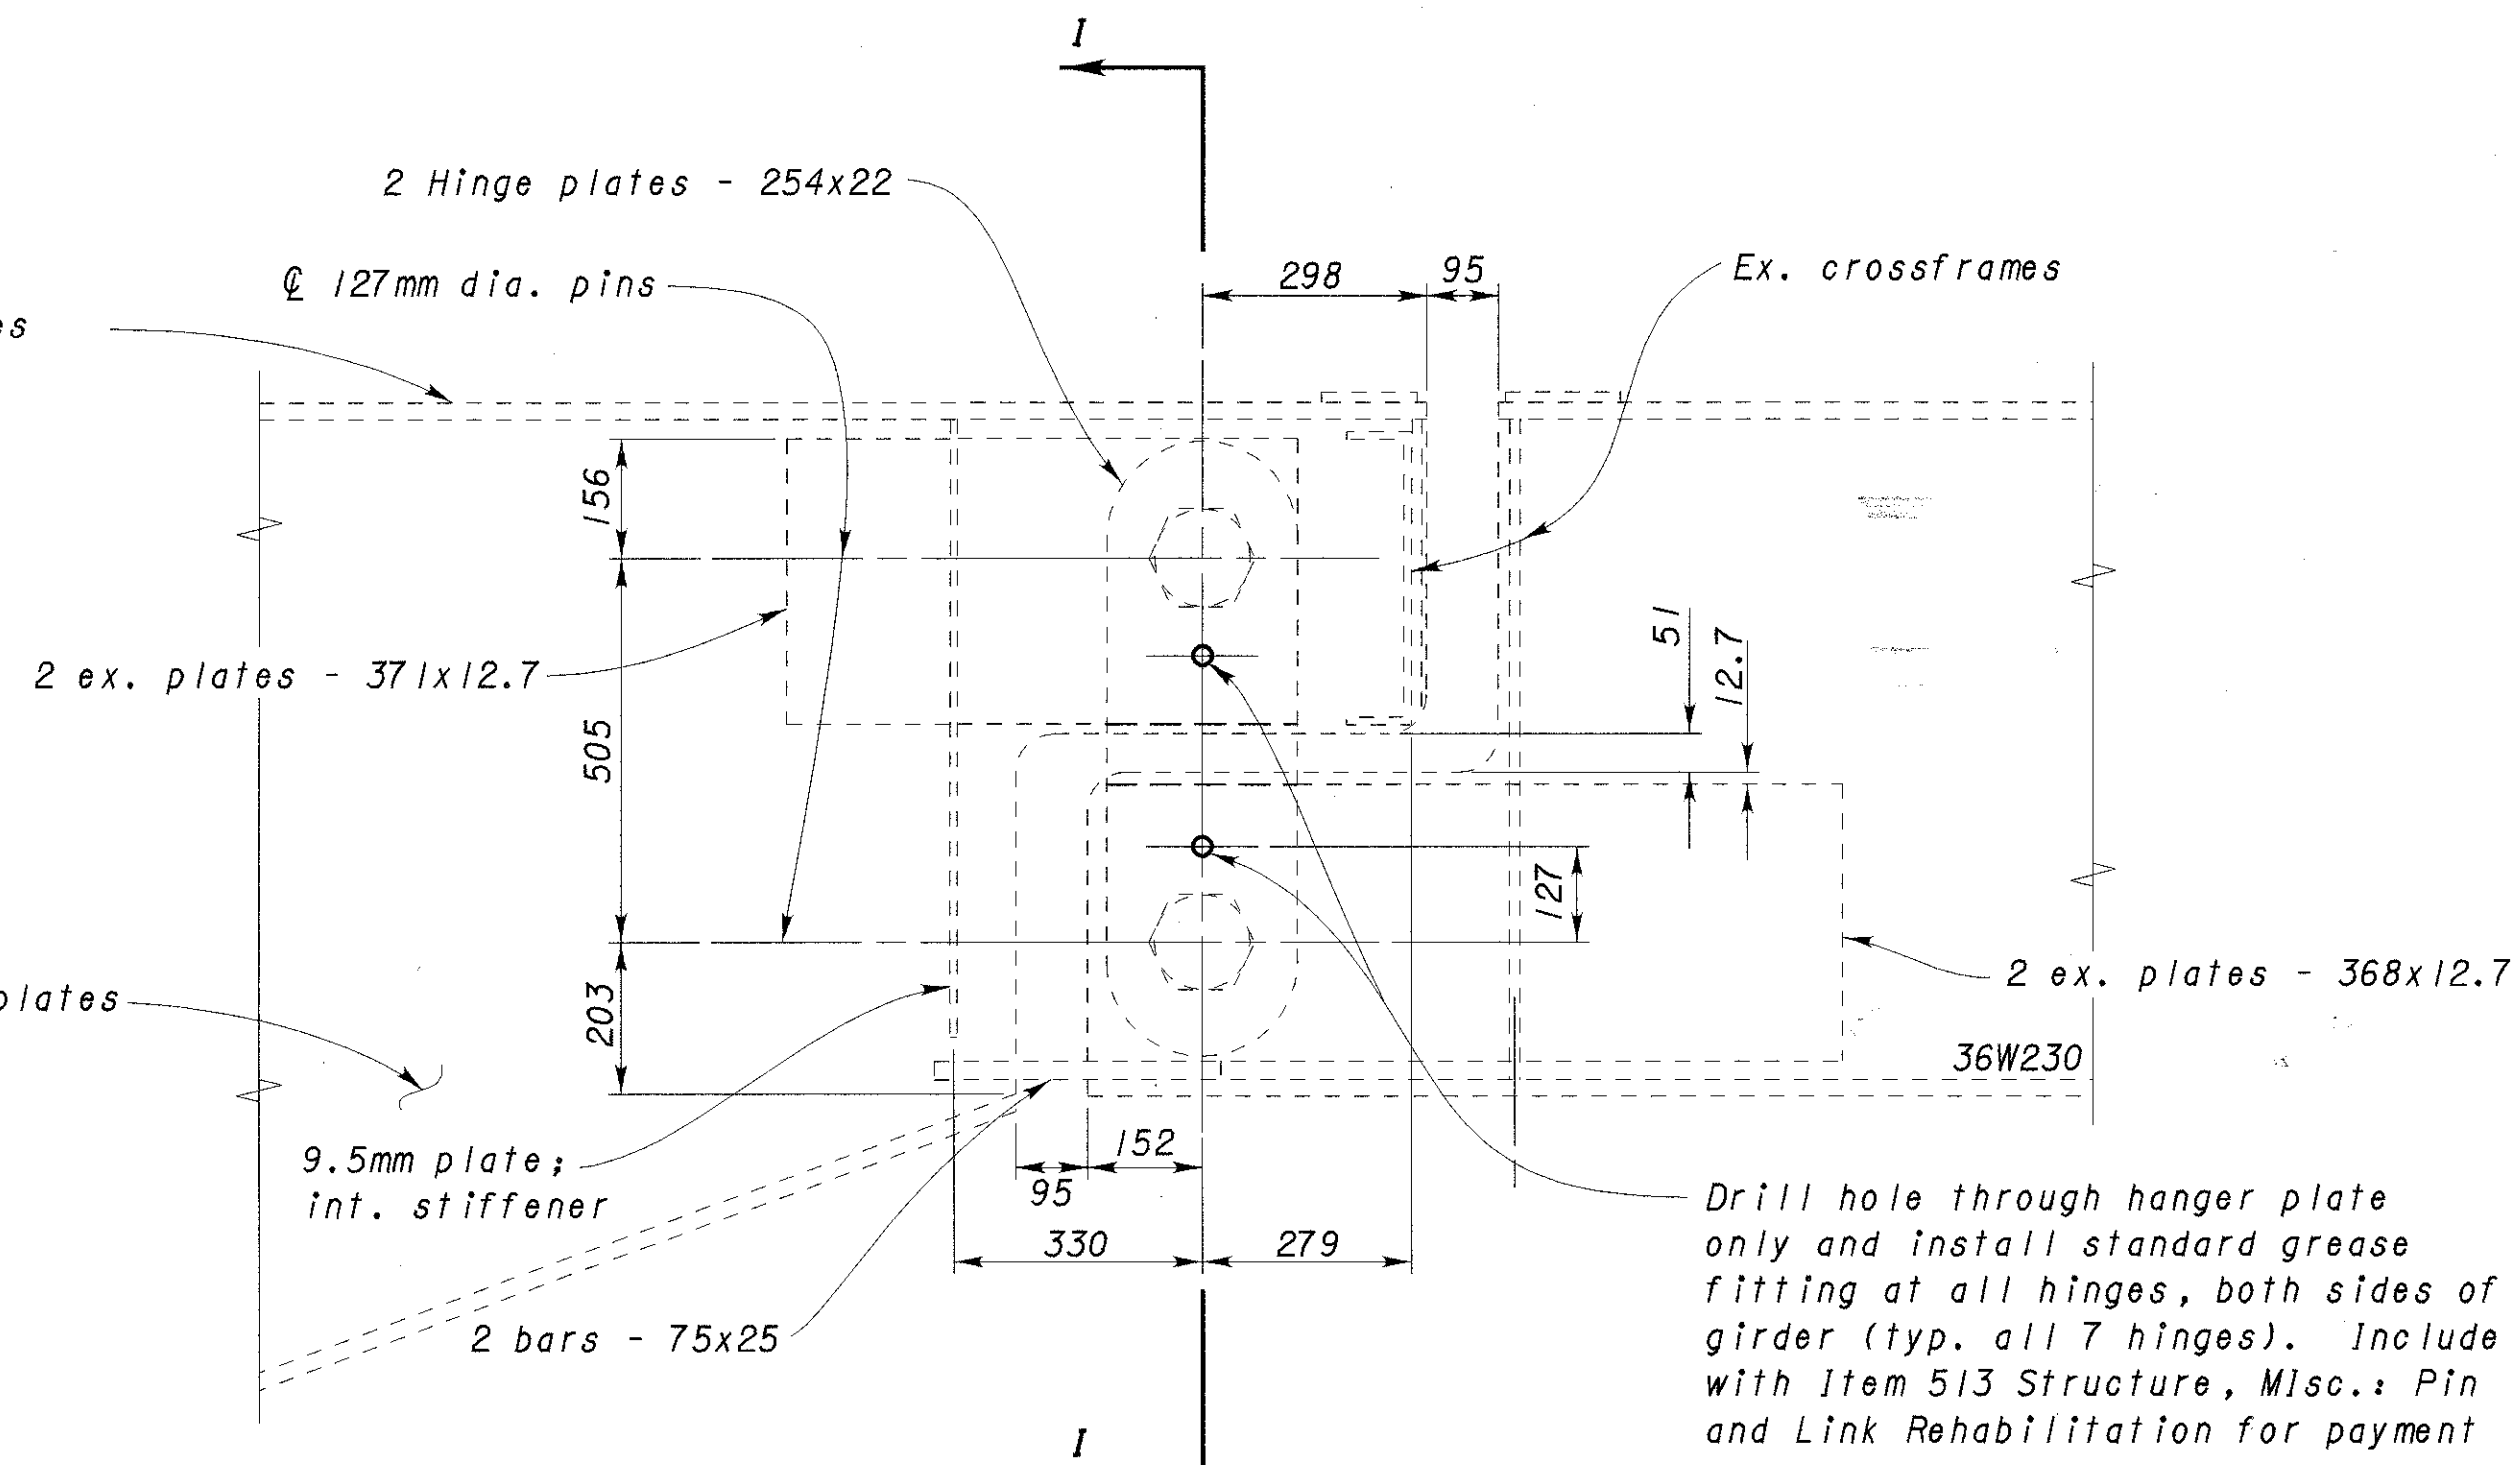 I
2 Hinge plates - 254x22
℄ 127mm dia. pins
298
95
Ex. crossframes
es
156
51
12.7
2 ex. plates - 371x12.7
505
127
2 ex. plates - 368x12.7
plates
203
36W230
152
95
9.5mm plate;
int. stiffener
330
279
2 bars - 75x25
Drill hole through hanger plate
only and install standard grease
fitting at all hinges, both sides of
girder (typ. all 7 hinges). Include
with Item 513 Structure, MIsc.: Pin
and Link Rehabilitation for payment
I